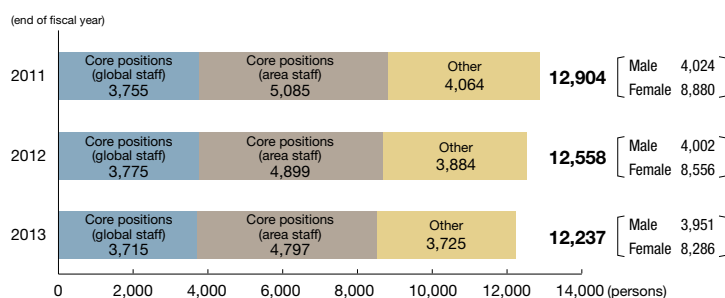 (end of fiscal year)
2011
Core positions
(global staff)
3,755
Core positions
(area staff)
5,085
Other
4,064
12,904
Male 4,024
Female 8,880
2012
Core positions
(global staff)
3,775
Core positions
(area staff)
4,899
Other
3,884
12,558
Male 4,002
Female 8,556
2013
Core positions
(global staff)
3,715
Core positions
(area staff)
4,797
Other
3,725
12,237
Male 3,951
Female 8,286
0 2,000 4,000 6,000 8,000 10,000 12,000 14,000 (persons)